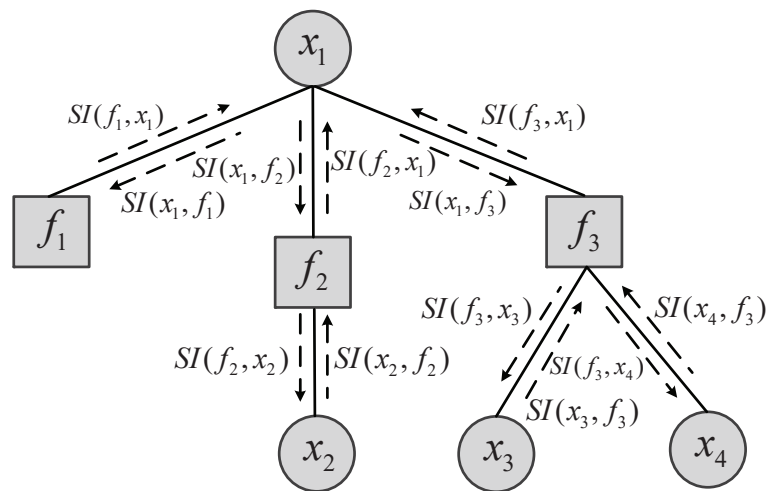 x₁
SI(f₁, x₁)
SI(f₃, x₁)
SI(x₁, f₂)
SI(f₂, x₁)
SI(x₁, f₁)
SI(x₁, f₃)
f₁
f₂
f₃
SI(f₃, x₃)
SI(x₄, f₃)
SI(f₂, x₂)
SI(x₂, f₂)
SI(f₃, x₄)
SI(x₃, f₃)
x₂
x₃
x₄